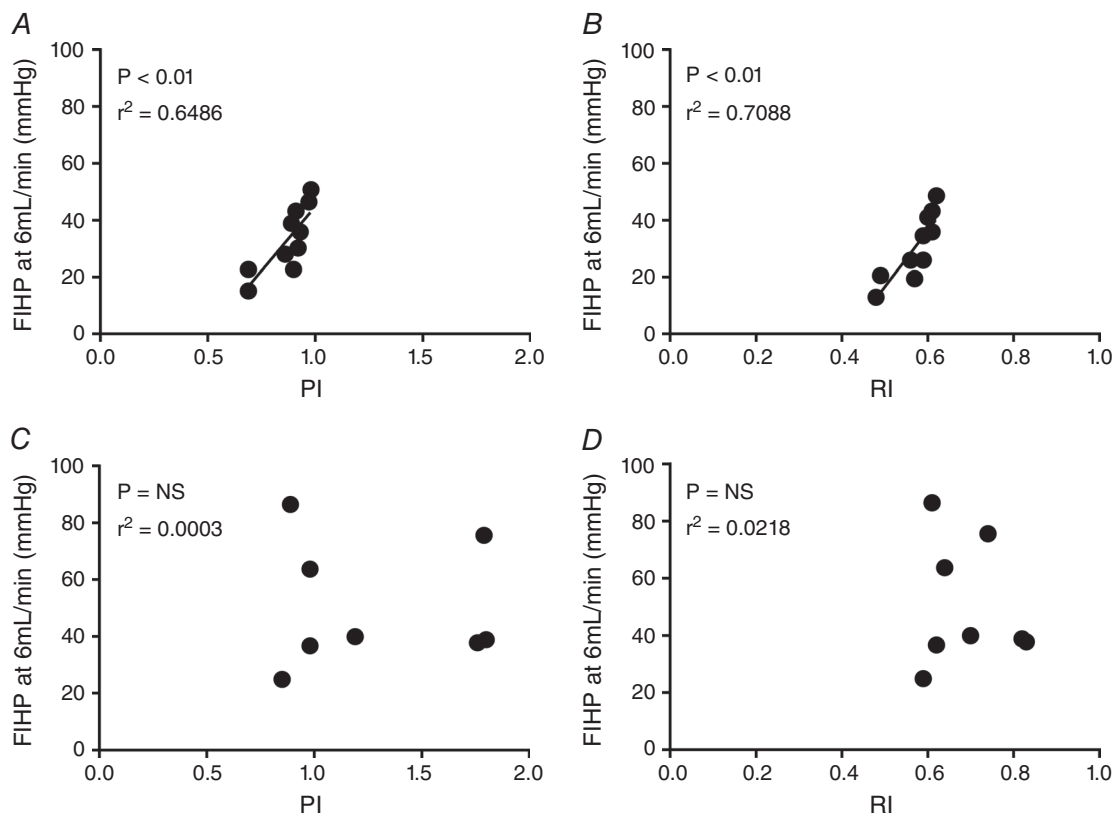 A
FIHP at 6mL/min (mmHg)
100
80
60
40
20
0
P < 0.01
r² = 0.6486
0.0 0.5 1.0 1.5 2.0
PI
B
FIHP at 6mL/min (mmHg)
100
80
60
40
20
0
P < 0.01
r² = 0.7088
0.0 0.2 0.4 0.6 0.8 1.0
RI
C
FIHP at 6mL/min (mmHg)
100
80
60
40
20
0
P = NS
r² = 0.0003
0.0 0.5 1.0 1.5 2.0
PI
D
FIHP at 6mL/min (mmHg)
100
80
60
40
20
0
P = NS
r² = 0.0218
0.0 0.2 0.4 0.6 0.8 1.0
RI